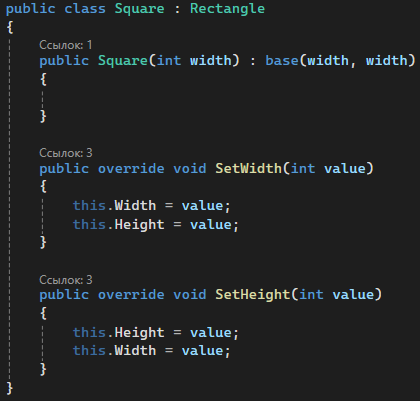 public class Square : Rectangle
{
Ссылок: 1
public Square(int width) : base(width, width)
{
}
Ссылок: 3
public override void SetWidth(int value)
{
this.Width = value;
this.Height = value;
}
Ссылок: 3
public override void SetHeight(int value)
{
this.Height = value;
this.Width = value;
}
}